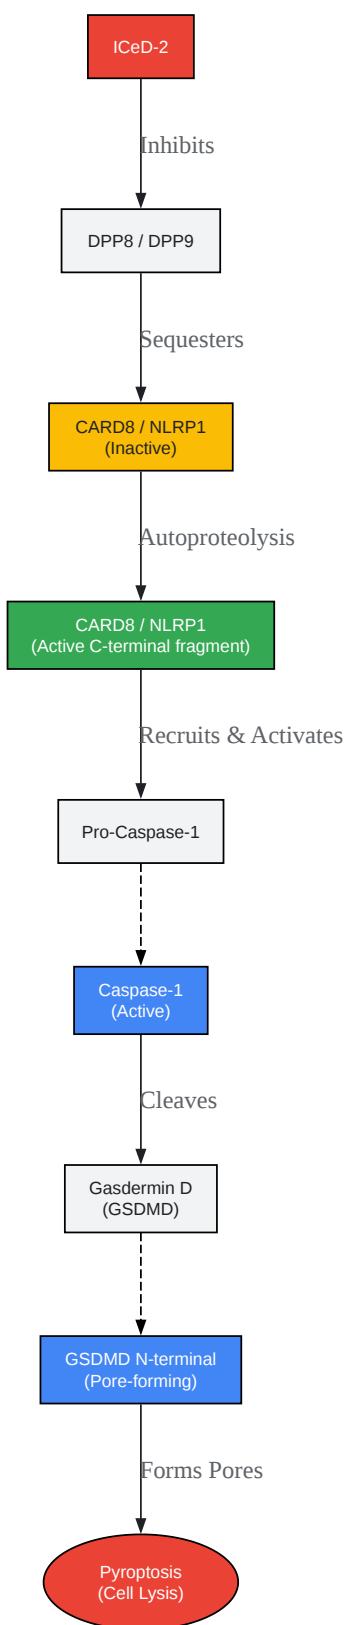 ICeD-2
Inhibits
DPP8 / DPP9
Sequesters
CARD8 / NLRP1
(Inactive)
Autoproteolysis
CARD8 / NLRP1
(Active C-terminal fragment)
Recruits & Activates
Pro-Caspase-1
Caspase-1
(Active)
Cleaves
Gasdermin D
(GSDMD)
GSDMD N-terminal
(Pore-forming)
Forms Pores
Pyroptosis
(Cell Lysis)